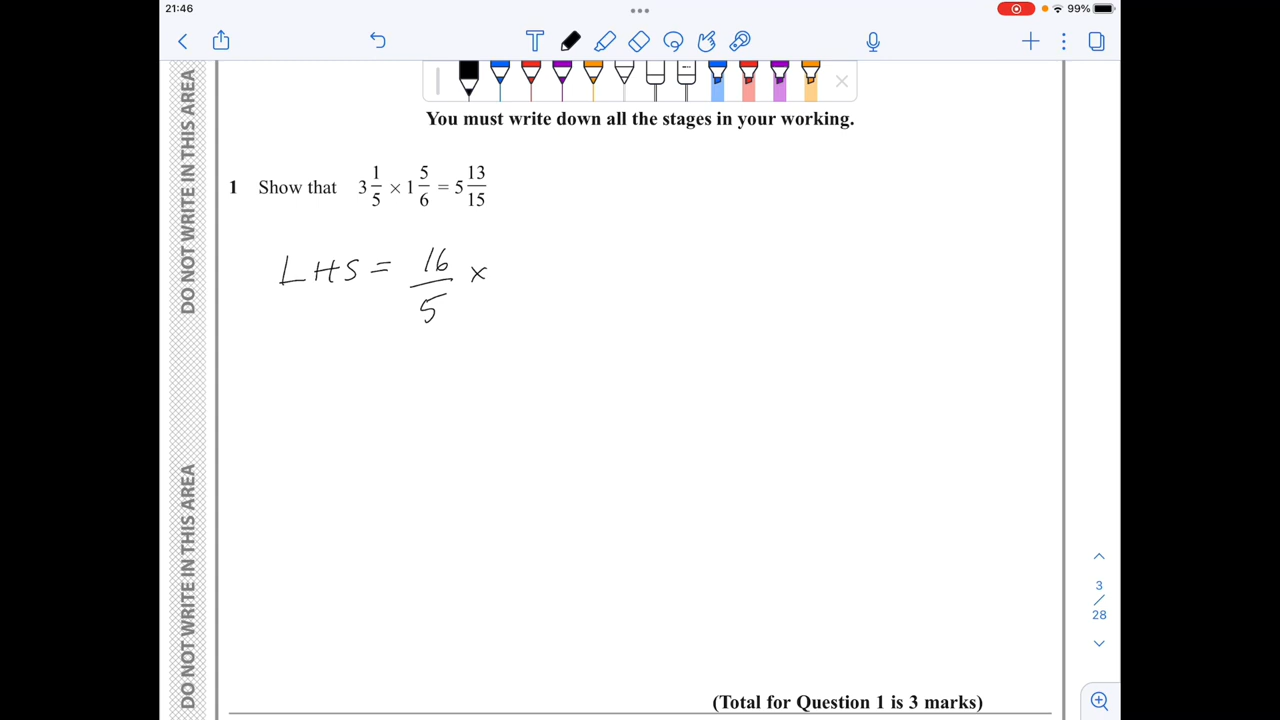 21:46
99%
You must write down all the stages in your working.
1 Show that 3 1/5 × 1 5/6 = 5 13/15
LHS = 16/5 ×
DO NOT WRITE IN THIS AREA
DO NOT WRITE IN THIS AREA
3
/
28
(Total for Question 1 is 3 marks)